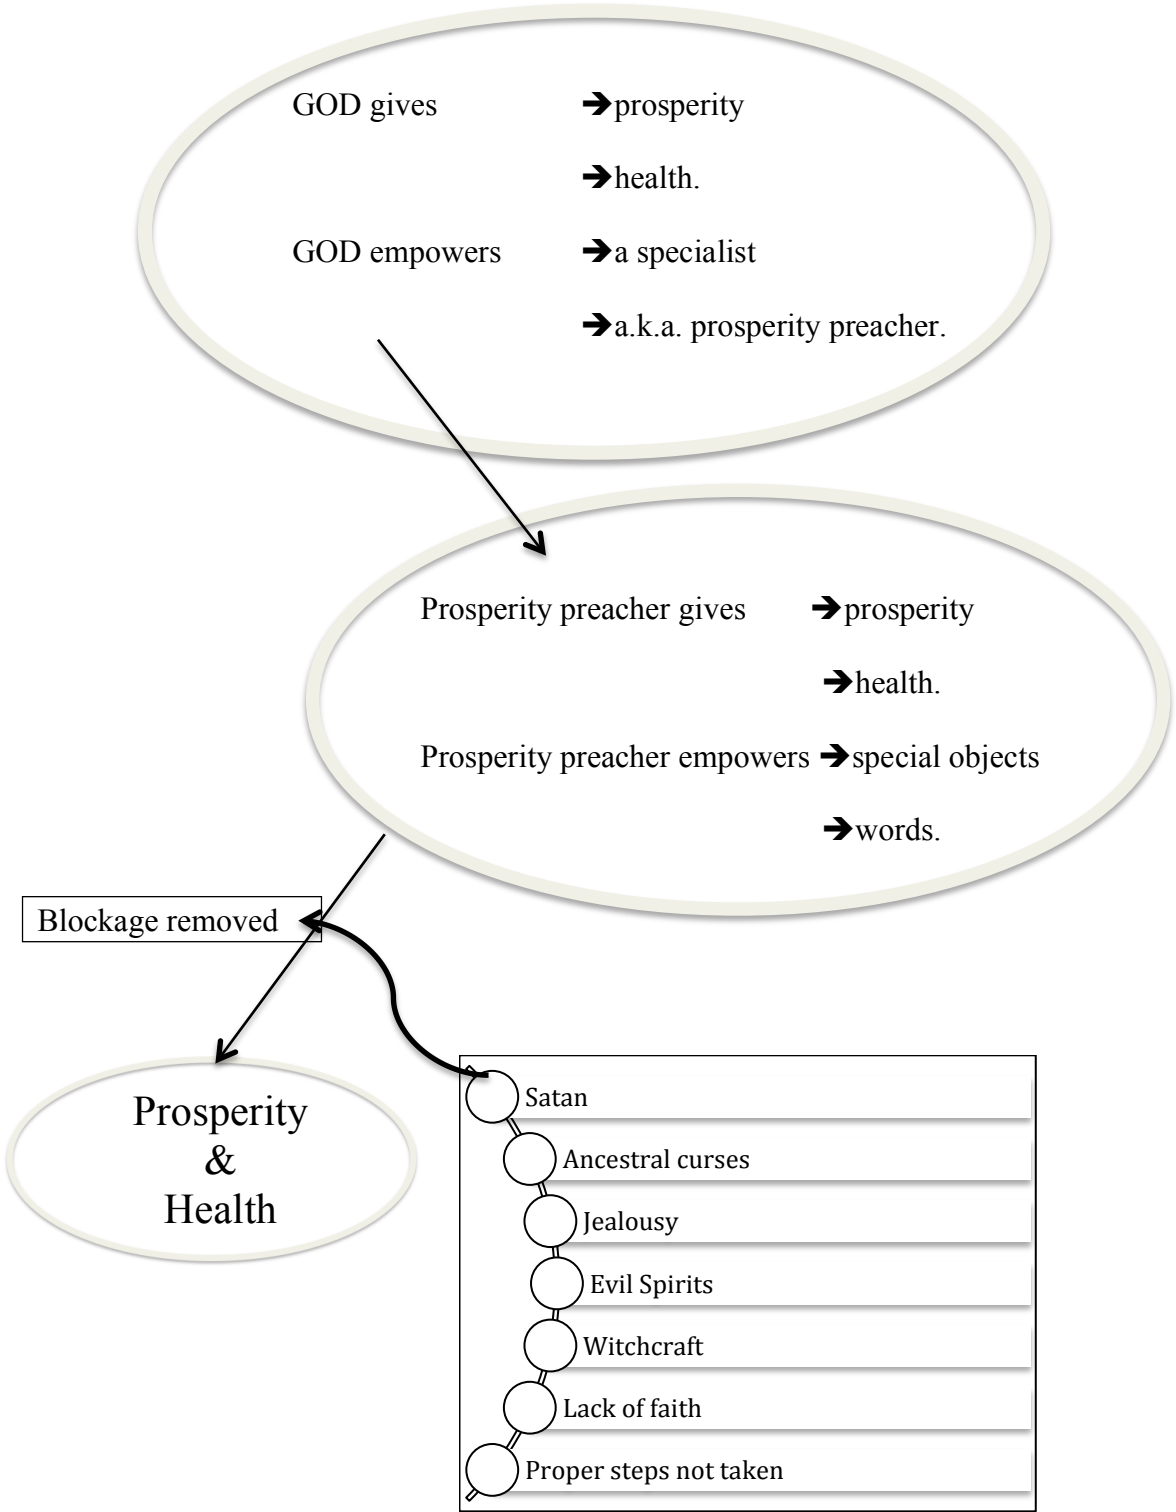 GOD gives ➔prosperity
➔health.
GOD empowers ➔a specialist
➔a.k.a. prosperity preacher.
Prosperity preacher gives ➔prosperity
➔health.
Prosperity preacher empowers ➔special objects
➔words.
Blockage removed
Prosperity
&
Health
Satan
Ancestral curses
Jealousy
Evil Spirits
Witchcraft
Lack of faith
Proper steps not taken